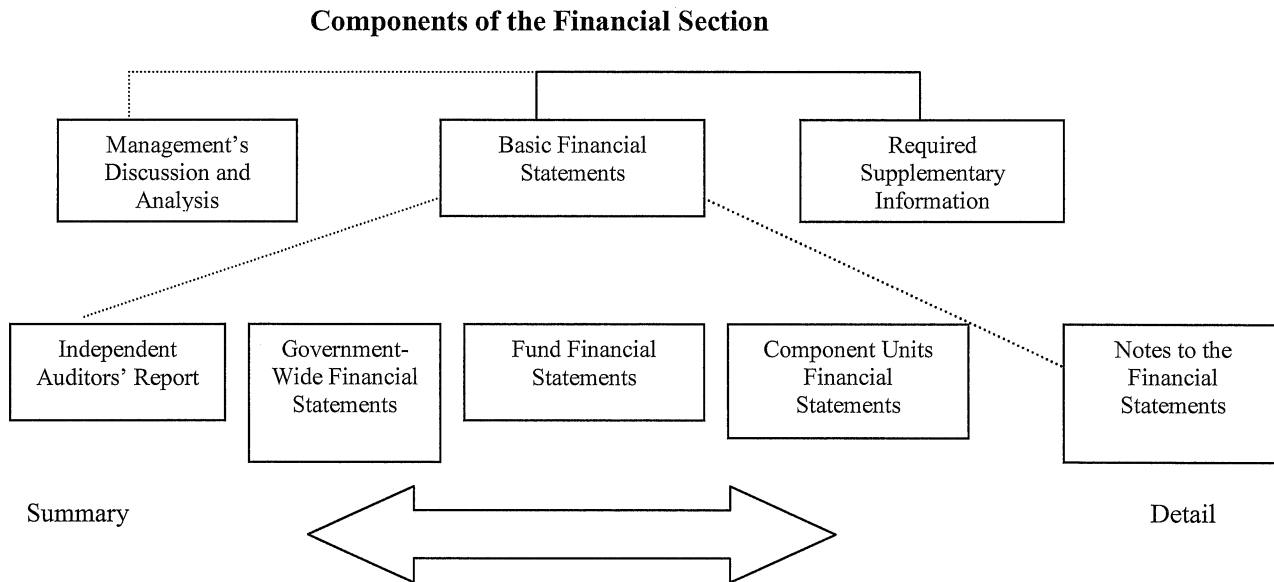 Components of the Financial Section
Management's
Discussion and
Analysis
Basic Financial
Statements
Required
Supplementary
Information
Independent
Auditors' Report
Government-
Wide Financial
Statements
Fund Financial
Statements
Component Units
Financial
Statements
Notes to the
Financial
Statements
Summary
Detail